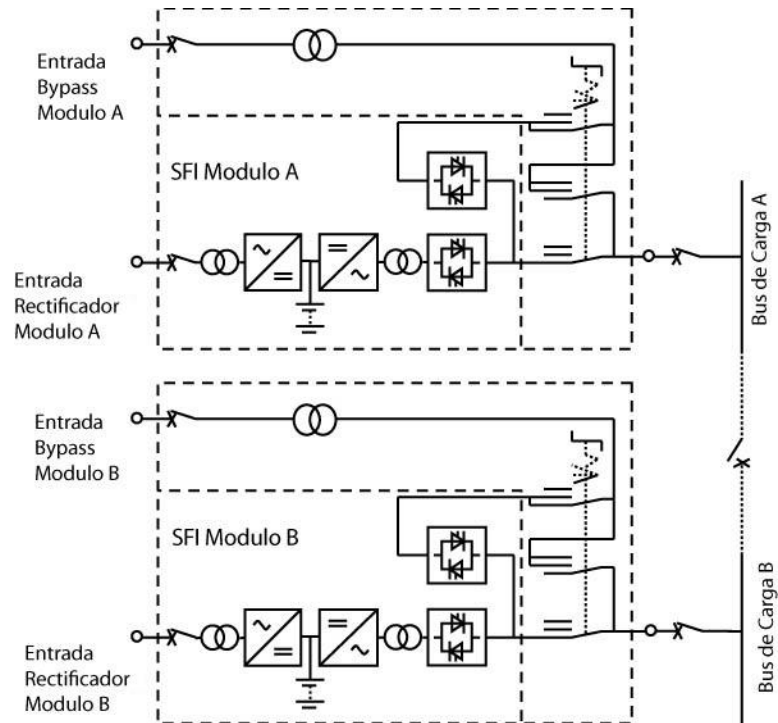 Entrada
Bypass
Modulo A
SFI Modulo A
Entrada
Rectificador
Modulo A
Bus de Carga A
Entrada
Bypass
Modulo B
SFI Modulo B
Entrada
Rectificador
Modulo B
Bus de Carga B